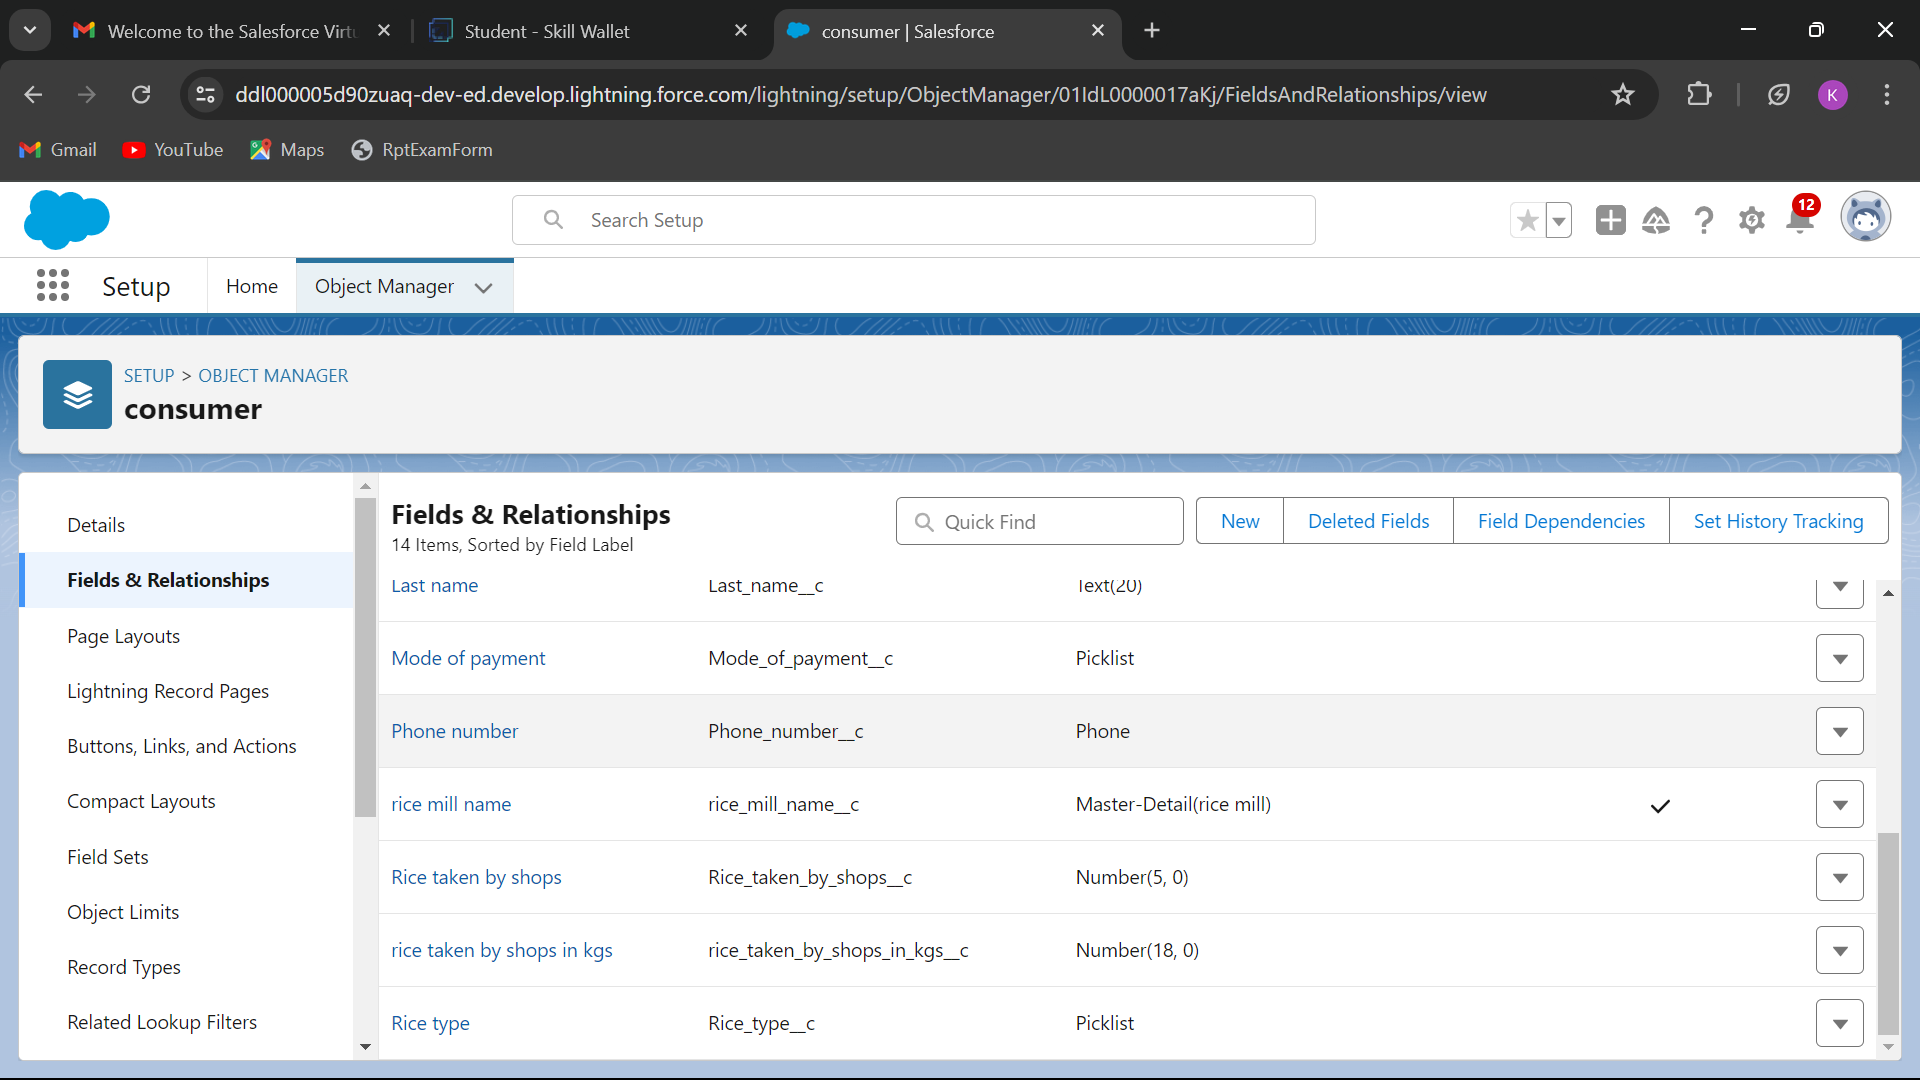 Welcome to the Salesforce Virtu
Student - Skill Wallet
consumer | Salesforce
ddl000005d90zuaq-dev-ed.develop.lightning.force.com/lightning/setup/ObjectManager/01IdL0000017aKj/FieldsAndRelationships/view
K
Gmail
YouTube
Maps
RptExamForm
Search Setup
12
Setup
Home
Object Manager
SETUP > OBJECT MANAGER
consumer
Details
Fields & Relationships
Page Layouts
Lightning Record Pages
Buttons, Links, and Actions
Compact Layouts
Field Sets
Object Limits
Record Types
Related Lookup Filters
Fields & Relationships
14 Items, Sorted by Field Label
Quick Find
New
Deleted Fields
Field Dependencies
Set History Tracking
Last name Last_name__c Text(20)
Mode of payment Mode_of_payment__c Picklist
Phone number Phone_number__c Phone
rice mill name rice_mill_name__c Master-Detail(rice mill)
Rice taken by shops Rice_taken_by_shops__c Number(5, 0)
rice taken by shops in kgs rice_taken_by_shops_in_kgs__c Number(18, 0)
Rice type Rice_type__c Picklist